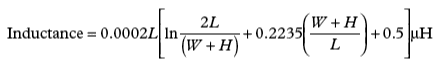 Inductance = 0.0002L[ln 2L/(W + H) + 0.2235((W + H)/L) + 0.5]μH